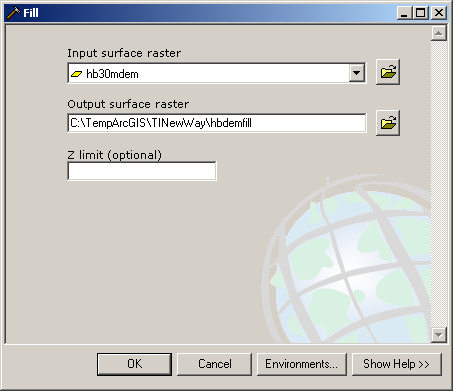 Fill
Input surface raster
hb30mdem
Output surface raster
C:\TempArcGIS\TINewWay\hbdemfill
Z limit (optional)
OK
Cancel
Environments...
Show Help >>